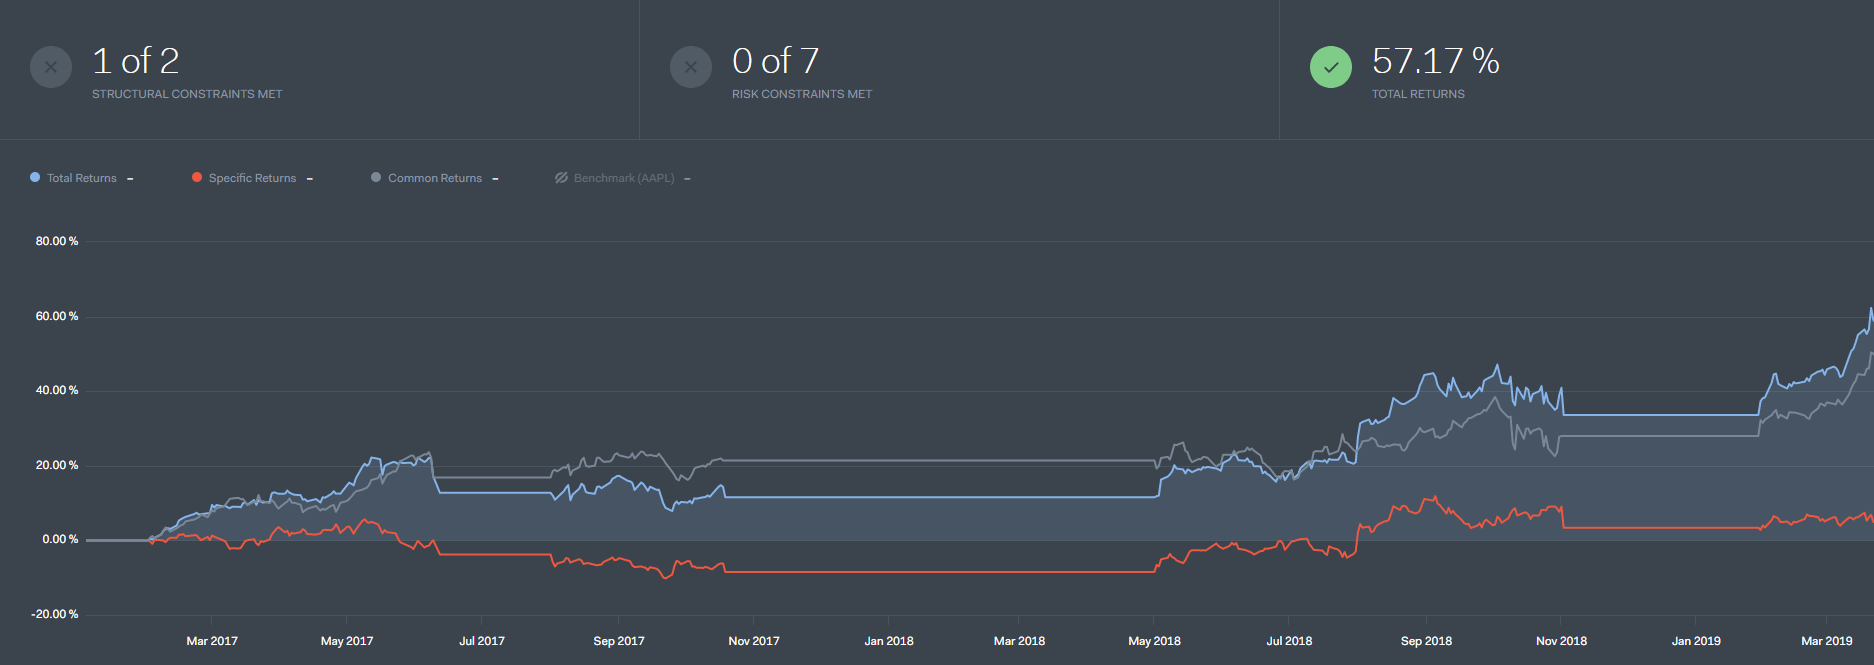 1 of 2
STRUCTURAL CONSTRAINTS MET
0 of 7
RISK CONSTRAINTS MET
57.17 %
TOTAL RETURNS
Total Returns –
Specific Returns –
Common Returns –
Benchmark (AAPL) –
80.00 %
60.00 %
40.00 %
20.00 %
0.00 %
-20.00 %
Mar 2017 May 2017 Jul 2017 Sep 2017 Nov 2017 Jan 2018 Mar 2018 May 2018 Jul 2018 Sep 2018 Nov 2018 Jan 2019 Mar 2019